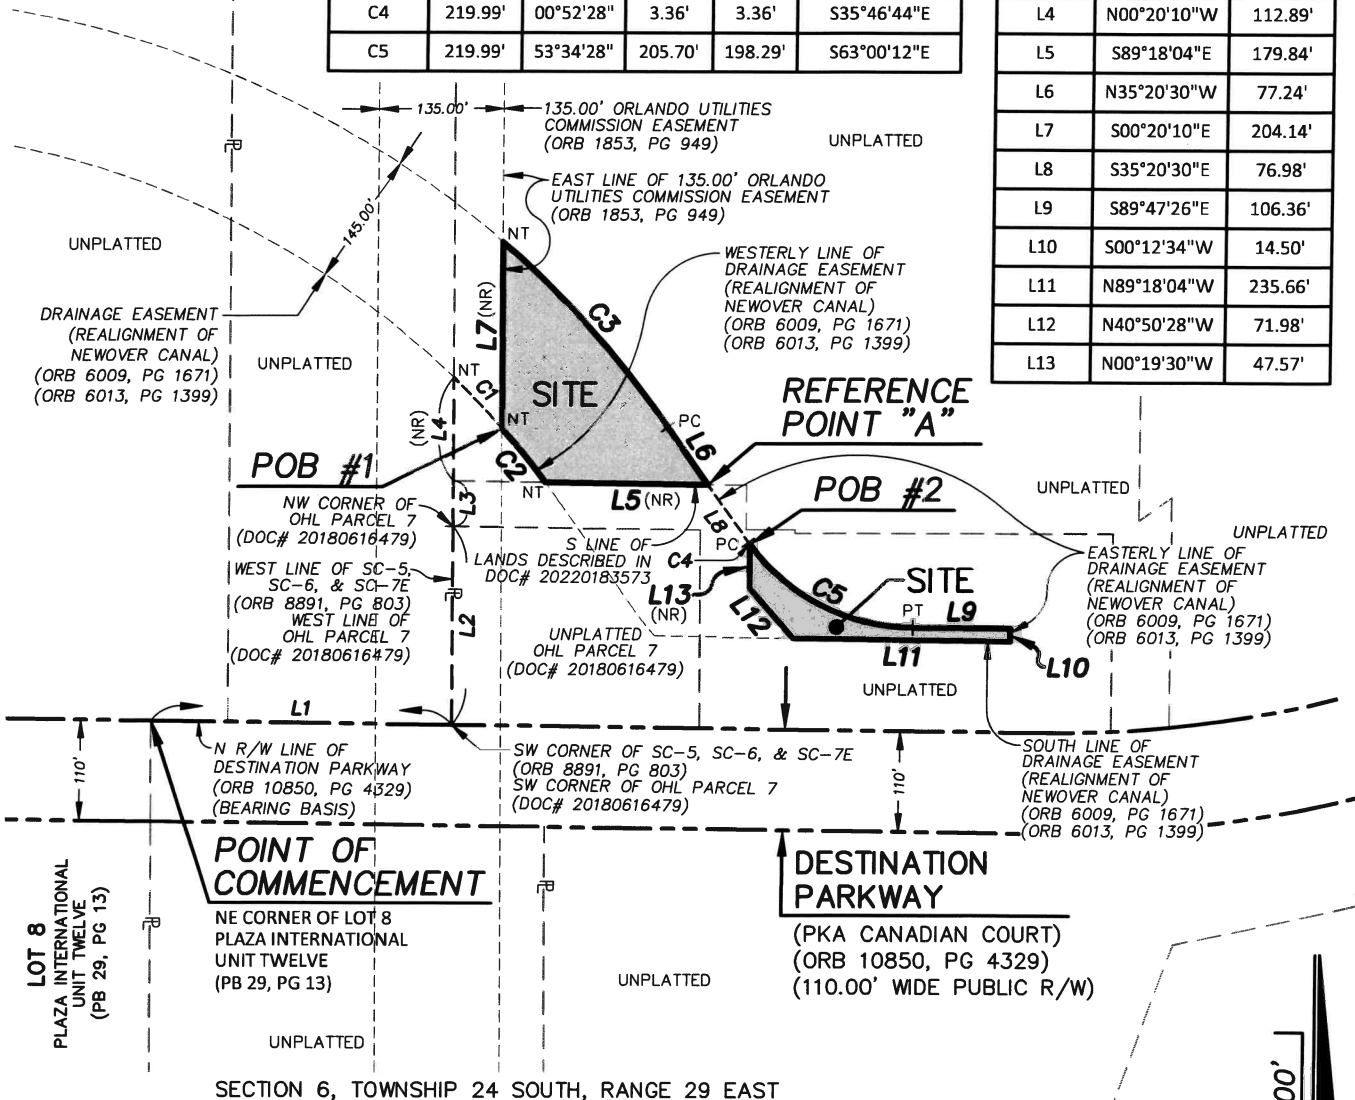 C4 219.99' 00°52'28" 3.36' 3.36' S35°46'44"E
C5 219.99' 53°34'28" 205.70' 198.29' S63°00'12"E
L4 N00°20'10"W 112.89'
L5 S89°18'04"E 179.84'
L6 N35°20'30"W 77.24'
L7 S00°20'10"E 204.14'
L8 S35°20'30"E 76.98'
L9 S89°47'26"E 106.36'
L10 S00°12'34"W 14.50'
L11 N89°18'04"W 235.66'
L12 N40°50'28"W 71.98'
L13 N00°19'30"W 47.57'
135.00'
135.00' ORLANDO UTILITIES
COMMISSION EASEMENT
(ORB 1853, PG 949)
UNPLATTED
EAST LINE OF 135.00' ORLANDO
UTILITIES COMMISSION EASEMENT
(ORB 1853, PG 949)
145.00'
UNPLATTED
NT
WESTERLY LINE OF
DRAINAGE EASEMENT
(REALIGNMENT OF
NEWOVER CANAL)
(ORB 6009, PG 1671)
(ORB 6013, PG 1399)
DRAINAGE EASEMENT
(REALIGNMENT OF
NEWOVER CANAL)
(ORB 6009, PG 1671)
(ORB 6013, PG 1399)
UNPLATTED
L7 (NR)
C3
NT
C1
SITE
NT
L4
(NR)
PC
L6
REFERENCE
POINT "A"
POB #1
C2
NT
L5 (NR)
L3
L8
POB #2
UNPLATTED
NW CORNER OF
OHL PARCEL 7
(DOC# 20180616479)
S LINE OF
LANDS DESCRIBED IN
DOC# 20220183573
PC
C4
UNPLATTED
EASTERLY LINE OF
DRAINAGE EASEMENT
(REALIGNMENT OF
NEWOVER CANAL)
(ORB 6009, PG 1671)
(ORB 6013, PG 1399)
WEST LINE OF SC-5,
SC-6, & SC-7E
(ORB 8891, PG 803)
WEST LINE OF
OHL PARCEL 7
(DOC# 20180616479)
L2
L13
(NR)
L12
C5
SITE
PT
L9
L11
L10
UNPLATTED
OHL PARCEL 7
(DOC# 20180616479)
UNPLATTED
L1
110'
N R/W LINE OF
DESTINATION PARKWAY
(ORB 10850, PG 4329)
(BEARING BASIS)
SW CORNER OF SC-5, SC-6, & SC-7E
(ORB 8891, PG 803)
SW CORNER OF OHL PARCEL 7
(DOC# 20180616479)
110'
SOUTH LINE OF
DRAINAGE EASEMENT
(REALIGNMENT OF
NEWOVER CANAL)
(ORB 6009, PG 1671)
(ORB 6013, PG 1399)
POINT OF
COMMENCEMENT
NE CORNER OF LOT 8
PLAZA INTERNATIONAL
UNIT TWELVE
(PB 29, PG 13)
LOT 8
PLAZA INTERNATIONAL
UNIT TWELVE
(PB 29, PG 13)
DESTINATION
PARKWAY
(PKA CANADIAN COURT)
(ORB 10850, PG 4329)
(110.00' WIDE PUBLIC R/W)
UNPLATTED
UNPLATTED
SECTION 6, TOWNSHIP 24 SOUTH, RANGE 29 EAST